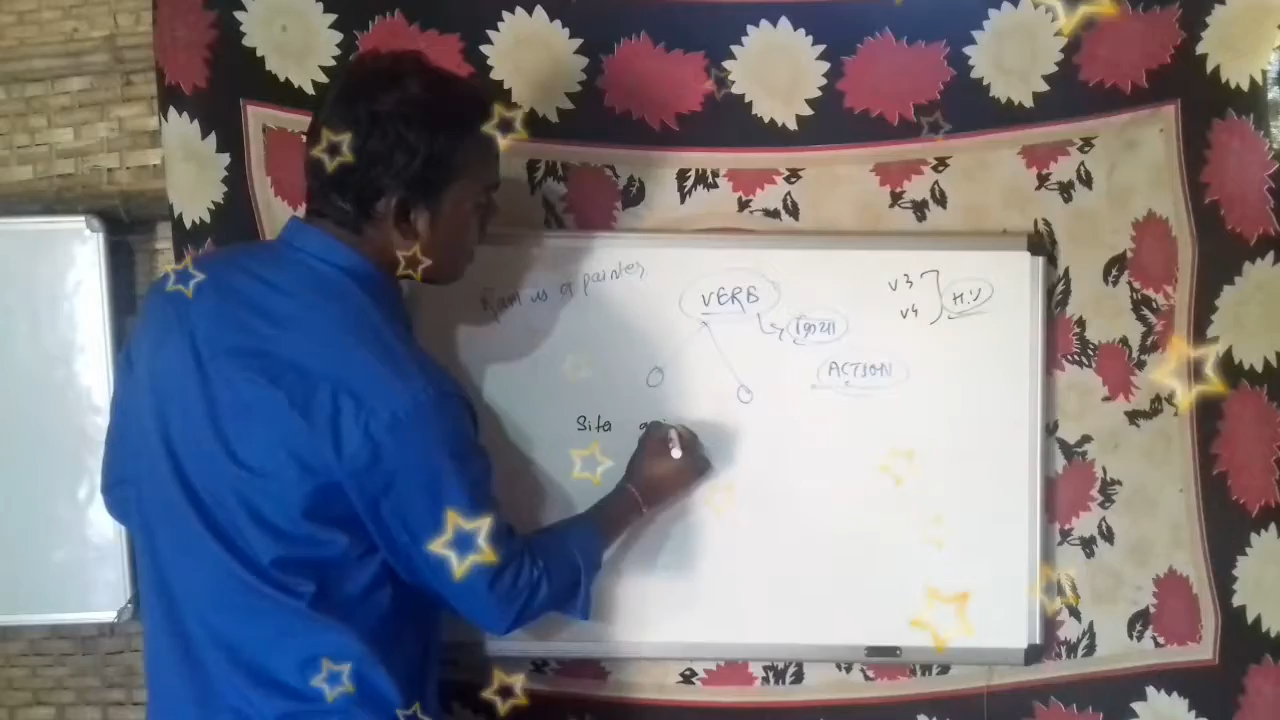 Ram is a painter
VERB
क्रिया
ACTION
V3
V4
H.V
Sita